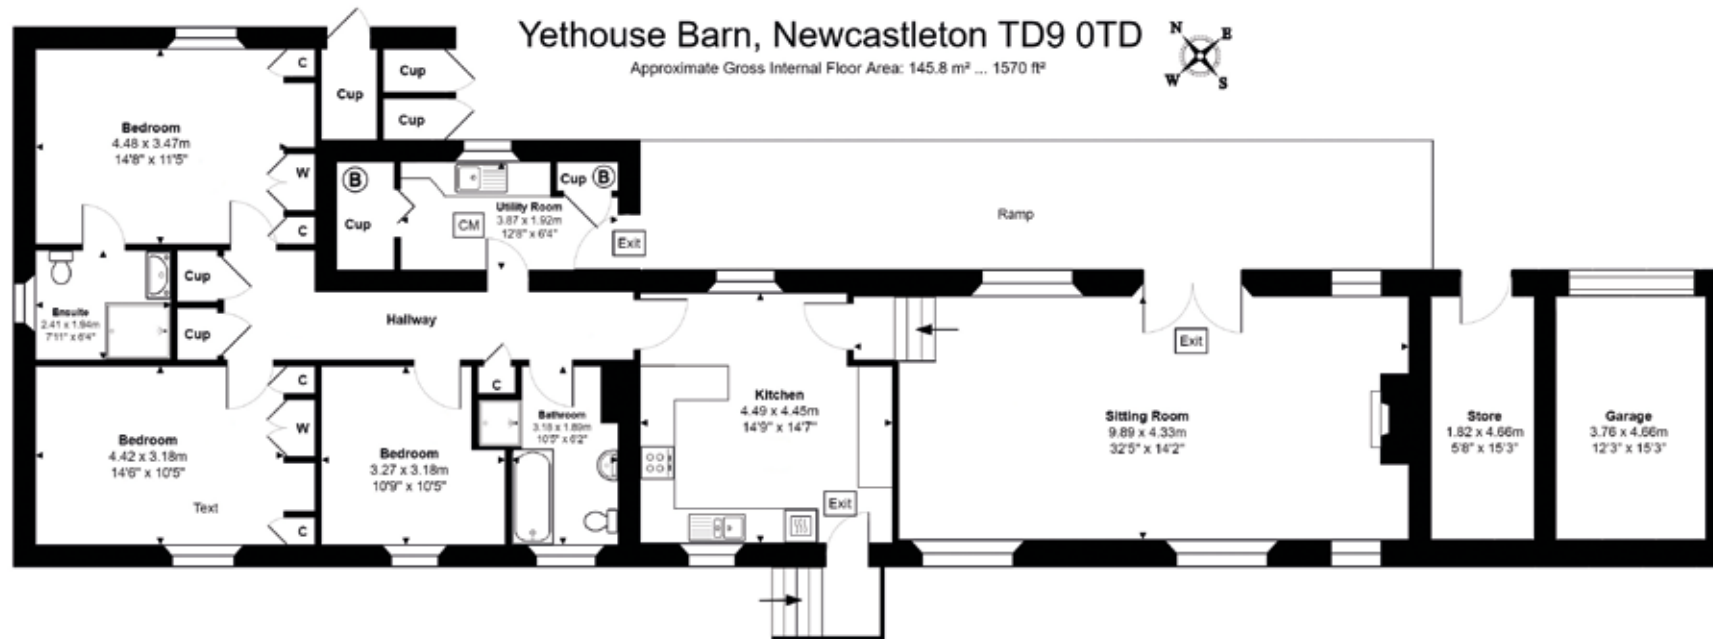 Yethouse Barn, Newcastleton TD9 0TD
Approximate Gross Internal Floor Area: 145.8 m² ... 1570 ft²
N
E
W
S
C
Cup
Cup
Cup
Bedroom
4.48 x 3.47m
14'8" x 11'5"
W
C
B
Cup
Cup
B
Utility Room
3.87 x 1.92m
12'8" x 6'4"
CM
Exit
Ramp
Cup
Cup
Ensuite
2.41 x 1.94m
7'11" x 6'4"
Hallway
Exit
C
C
Bedroom
4.42 x 3.18m
14'6" x 10'5"
W
Text
C
Bedroom
3.27 x 3.18m
10'9" x 10'5"
Bathroom
3.18 x 1.89m
10'5" x 6'2"
Kitchen
4.49 x 4.45m
14'9" x 14'7"
Exit
Sitting Room
9.89 x 4.33m
32'5" x 14'2"
Store
1.82 x 4.66m
5'8" x 15'3"
Garage
3.76 x 4.66m
12'3" x 15'3"